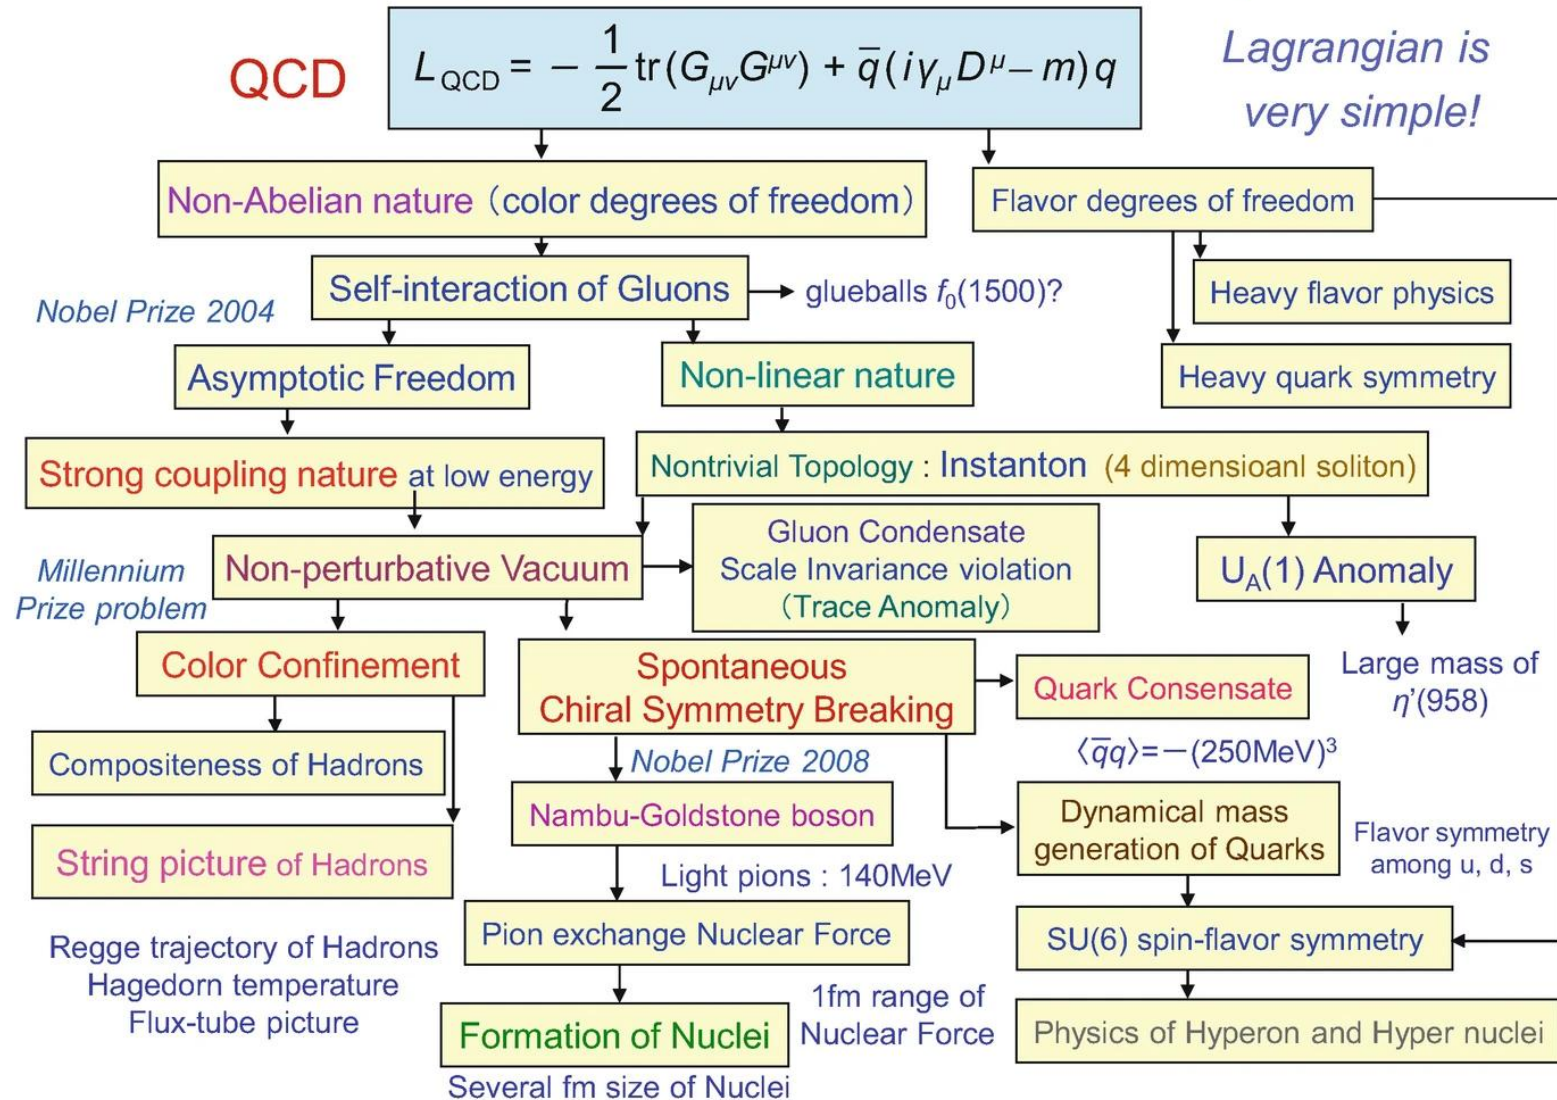 QCD
L_QCD = − 1/2 tr(G_μν G^μν) + q̄(iγ_μ D^μ − m)q
Lagrangian is
very simple!
Non-Abelian nature（color degrees of freedom）
Flavor degrees of freedom
Self-interaction of Gluons
glueballs f₀(1500)?
Heavy flavor physics
Nobel Prize 2004
Asymptotic Freedom
Non-linear nature
Heavy quark symmetry
Strong coupling nature at low energy
Nontrivial Topology : Instanton (4 dimensioanl soliton)
Non-perturbative Vacuum
Gluon Condensate
Scale Invariance violation
（Trace Anomaly）
U_A(1) Anomaly
Millennium
Prize problem
Color Confinement
Spontaneous
Chiral Symmetry Breaking
Quark Consensate
Large mass of
η'(958)
⟨q̄q⟩=−(250MeV)³
Compositeness of Hadrons
Nobel Prize 2008
Nambu-Goldstone boson
Dynamical mass
generation of Quarks
Flavor symmetry
among u, d, s
String picture of Hadrons
Light pions : 140MeV
Pion exchange Nuclear Force
SU(6) spin-flavor symmetry
Regge trajectory of Hadrons
Hagedorn temperature
Flux-tube picture
1fm range of
Nuclear Force
Formation of Nuclei
Physics of Hyperon and Hyper nuclei
Several fm size of Nuclei